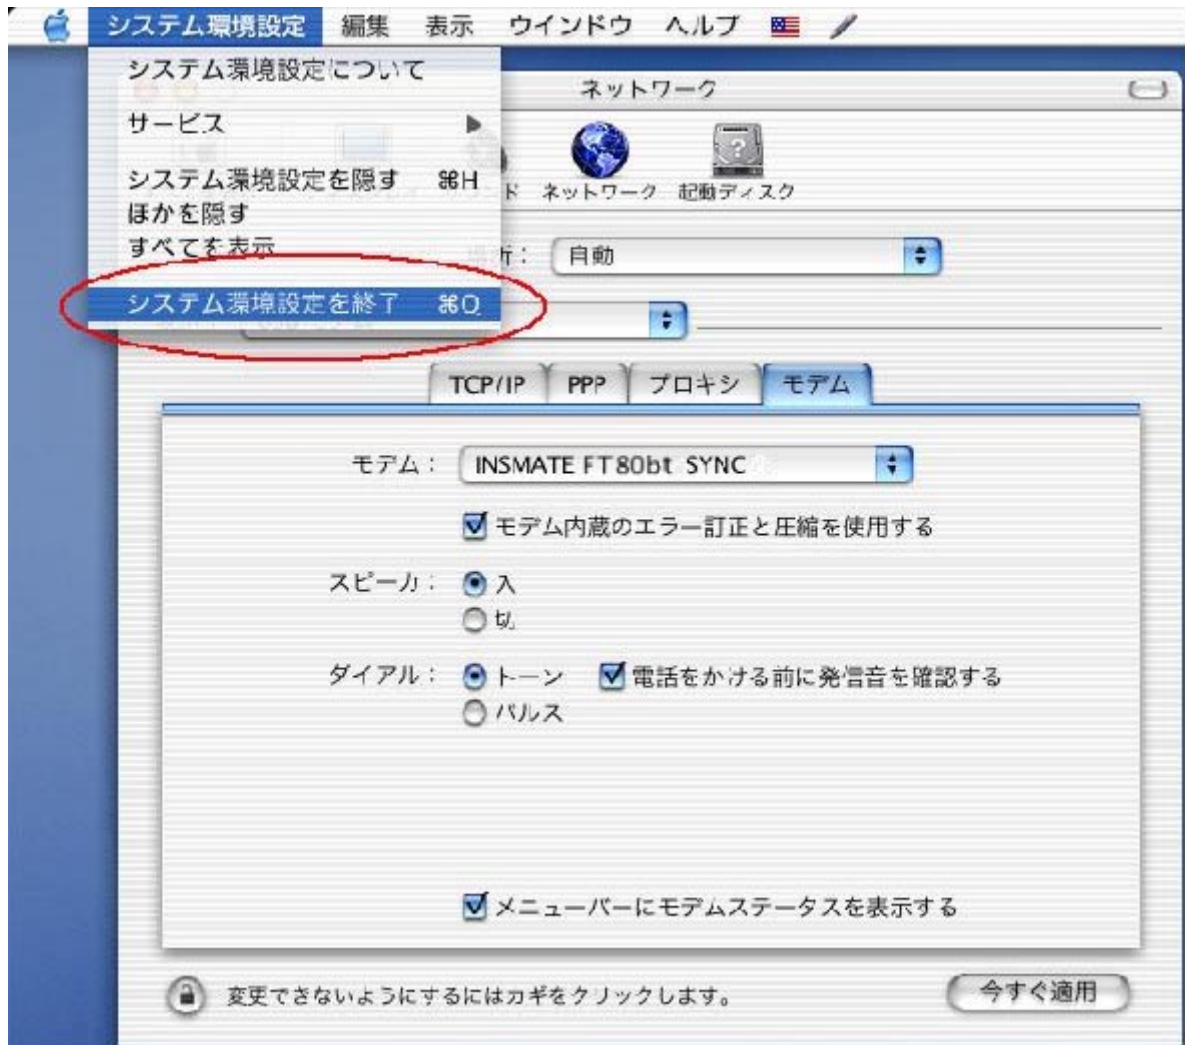 システム環境設定 編集 表示 ウインドウ ヘルプ
システム環境設定について
サービス
システム環境設定を隠す ⌘H
ほかを隠す
すべてを表示
システム環境設定を終了 ⌘Q
ネットワーク
ネットワーク 起動ディスク
自動
TCP/IP PPP プロキシ モデム
モデム： INSMATE FT80bt SYNC
モデム内蔵のエラー訂正と圧縮を使用する
スピーカ： 入
切
ダイアル： トーン 電話をかける前に発信音を確認する
パルス
メニューバーにモデムステータスを表示する
変更できないようにするにはカギをクリックします。
今すぐ適用